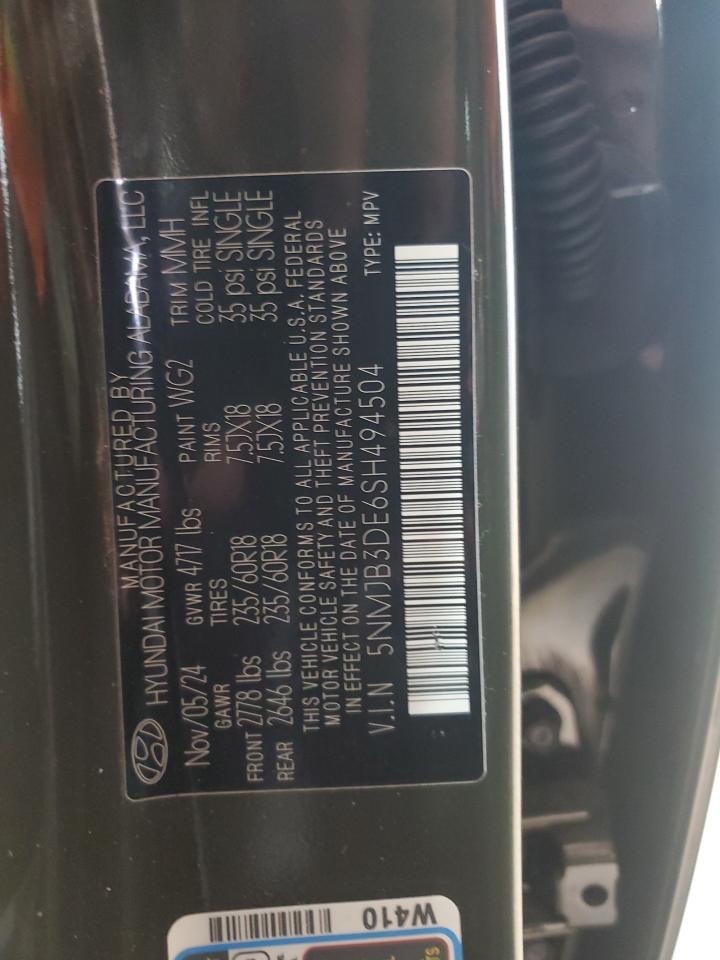 MANUFACTURED BY
HYUNDAI MOTOR MANUFACTURING ALABAMA, LLC
Nov/05/24 GVWR 4717 lbs PAINT WG2 TRIM MMH
GAWR TIRES RIMS COLD TIRE INFL
FRONT 2778 lbs 235/60R18 7.5JX18 35 psi SINGLE
REAR 2646 lbs 235/60R18 7.5JX18 35 psi SINGLE
THIS VEHICLE CONFORMS TO ALL APPLICABLE U.S.A. FEDERAL
MOTOR VEHICLE SAFETY AND THEFT PREVENTION STANDARDS
IN EFFECT ON THE DATE OF MANUFACTURE SHOWN ABOVE
V.I.N 5NMJB3DE6SH494504 TYPE: MPV
W410